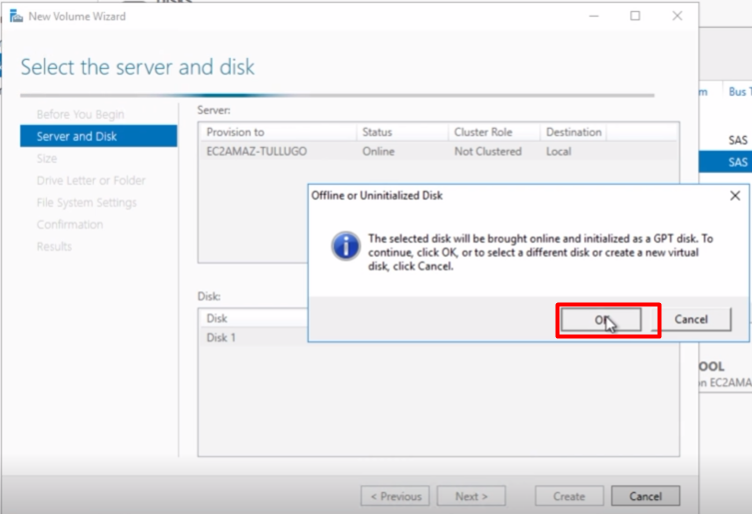 DISKS
New Volume Wizard
Select the server and disk
Before You Begin
Server and Disk
Size
Drive Letter or Folder
File System Settings
Confirmation
Results
Server:
Provision to Status Cluster Role Destination
EC2AMAZ-TULLUGO Online Not Clustered Local
Offline or Uninitialized Disk
The selected disk will be brought online and initialized as a GPT disk. To
continue, click OK, or to select a different disk or create a new virtual
disk, click Cancel.
OK Cancel
Disk:
Disk
Disk 1
< Previous Next > Create Cancel
m Bus T
SAS
SAS
OOL
n EC2AMA